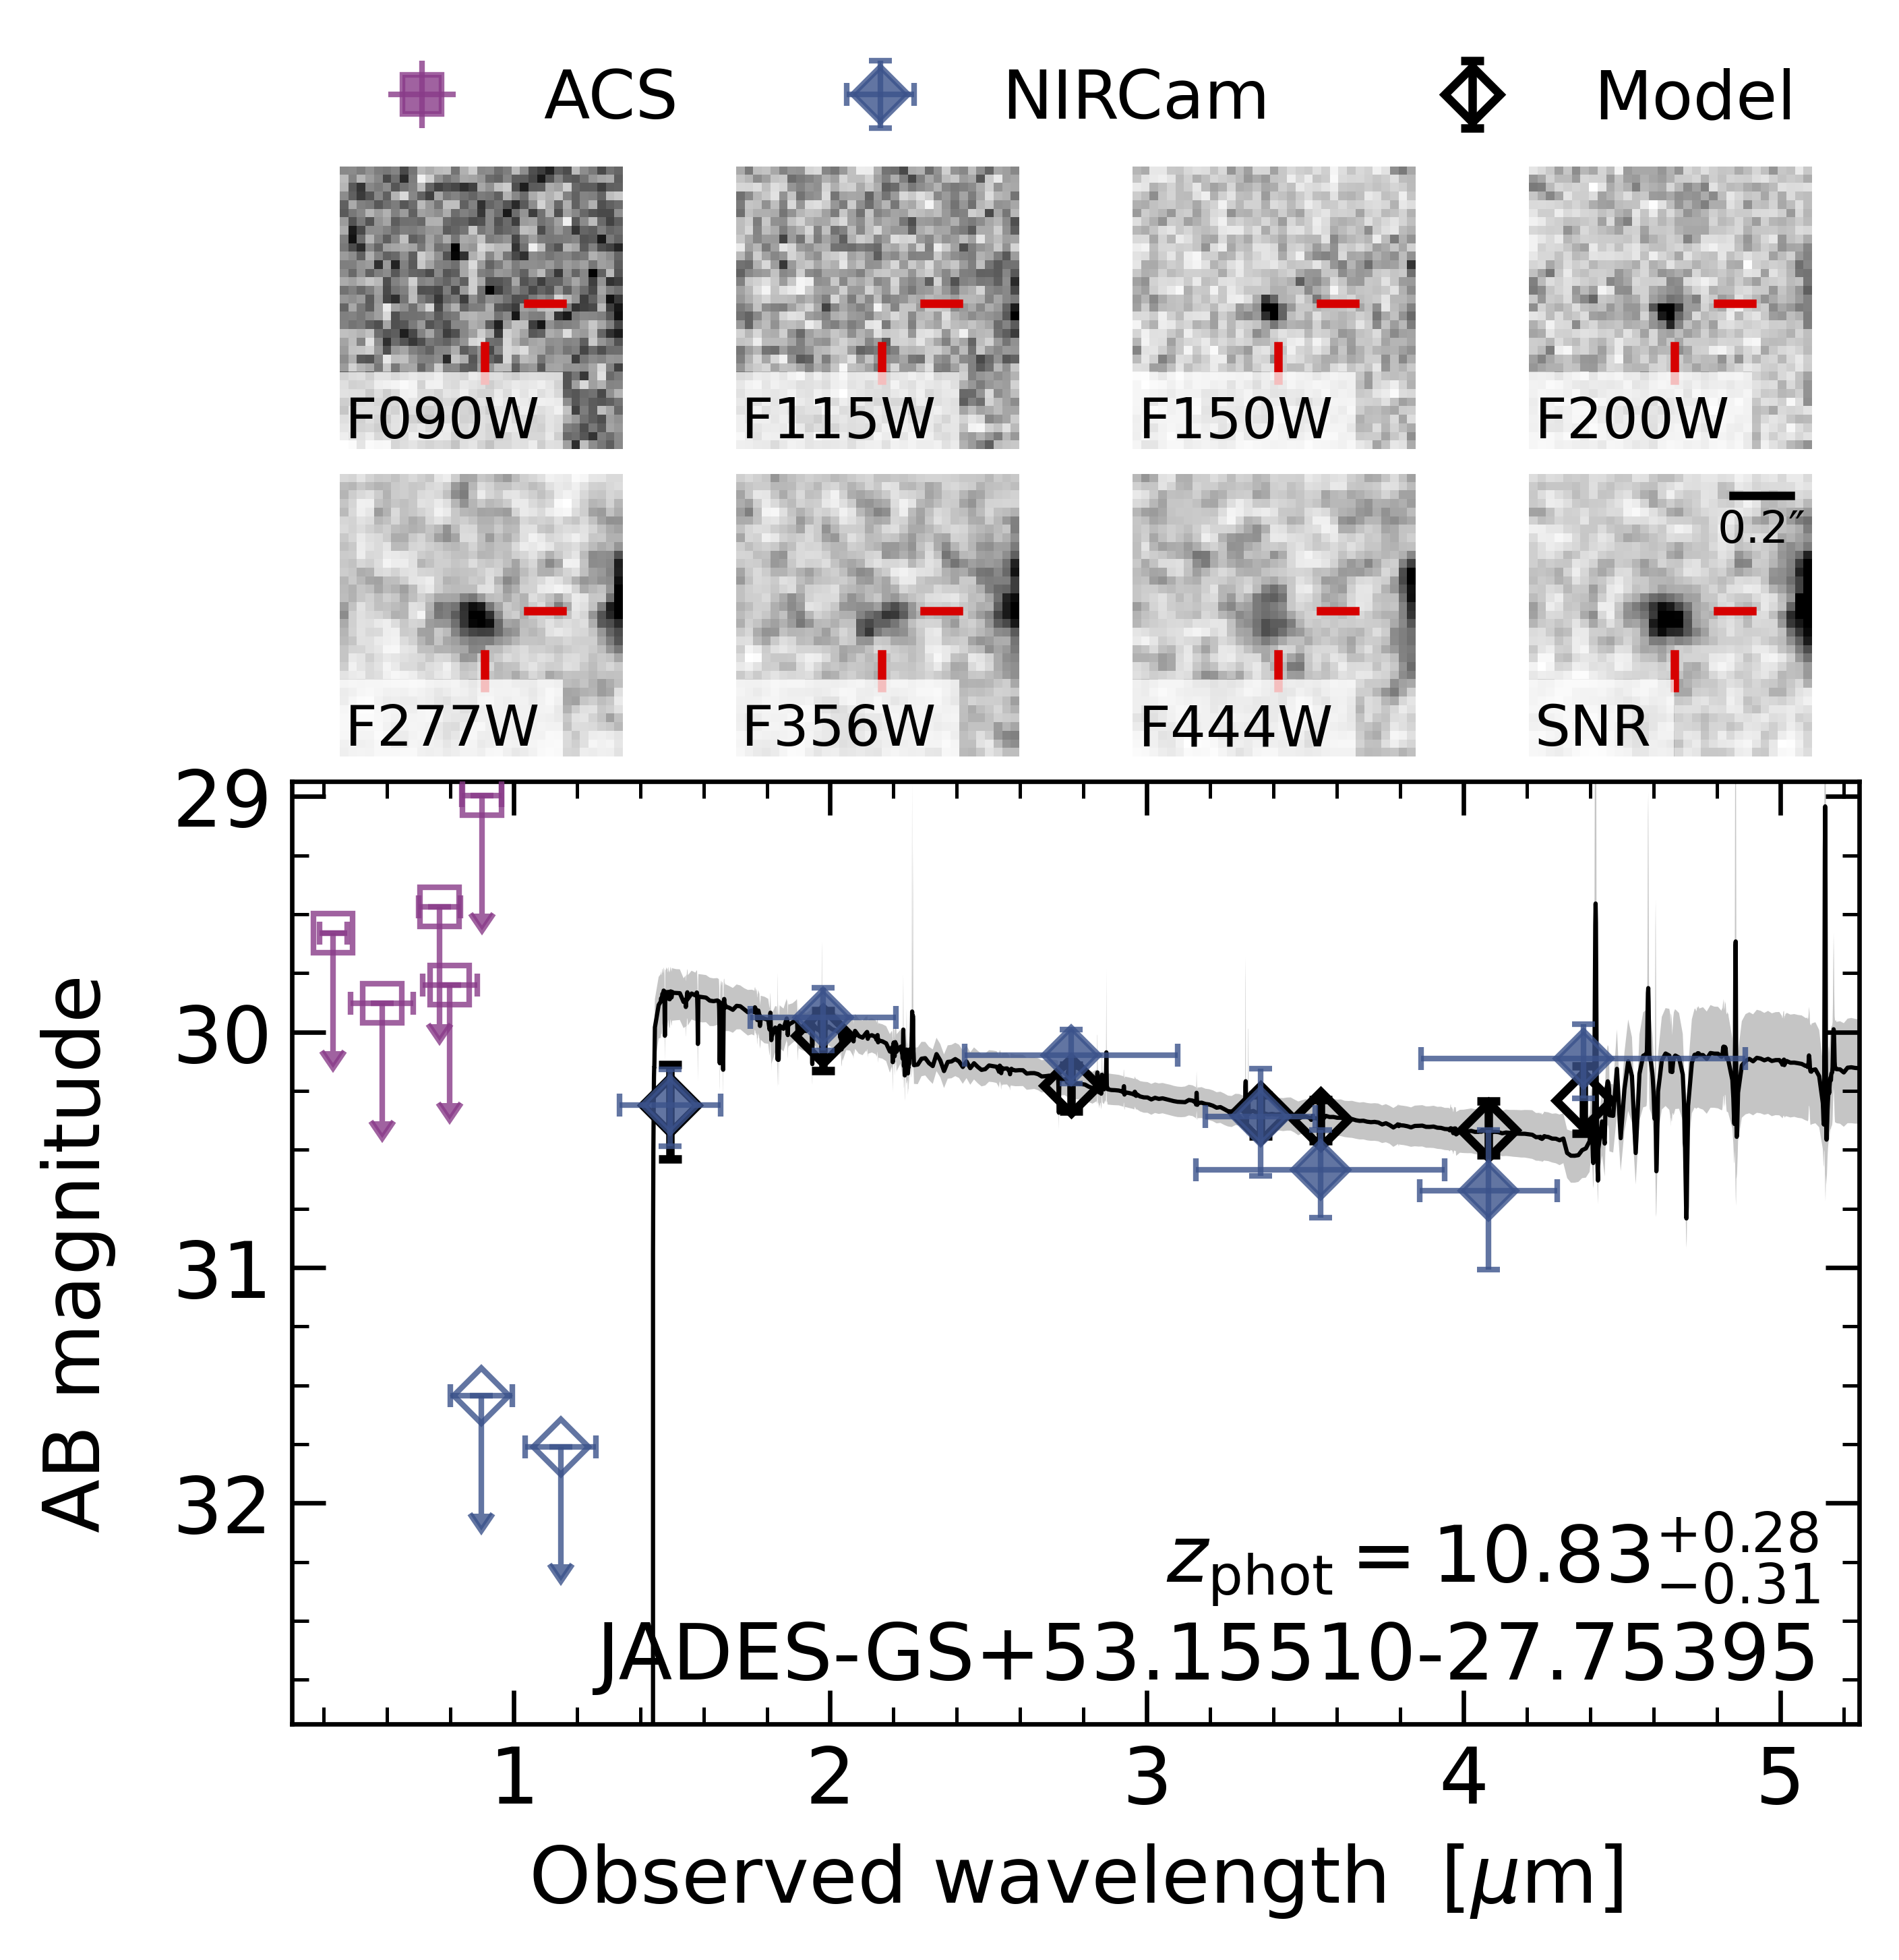 ACS NIRCam Model
F090W F115W F150W F200W
0.2″
F277W F356W F444W SNR
29
30
31
32
AB magnitude
z_phot = 10.83 +0.28 −0.31
JADES-GS+53.15510-27.75395
1 2 3 4 5
Observed wavelength [μm]